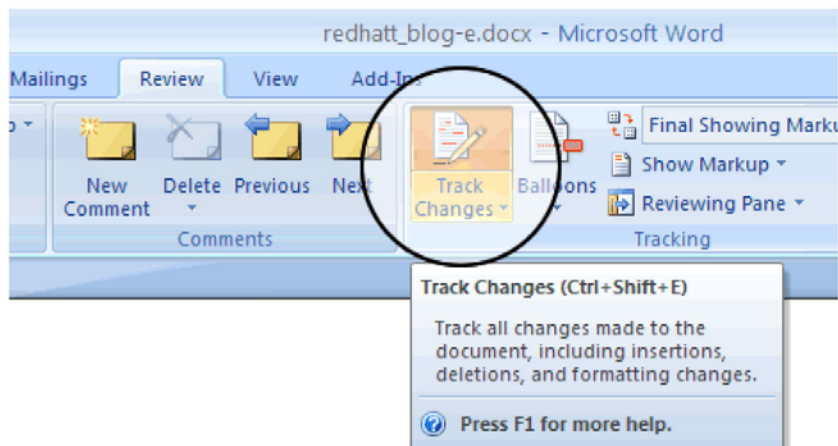 redhatt_blog-e.docx - Microsoft Word
Mailings Review View Add-Ins
New Comment
Delete
Previous
Next
Track Changes
Balloons
Final Showing Marku
Show Markup
Reviewing Pane
Comments
Tracking
Track Changes (Ctrl+Shift+E)
Track all changes made to the
document, including insertions,
deletions, and formatting changes.
Press F1 for more help.